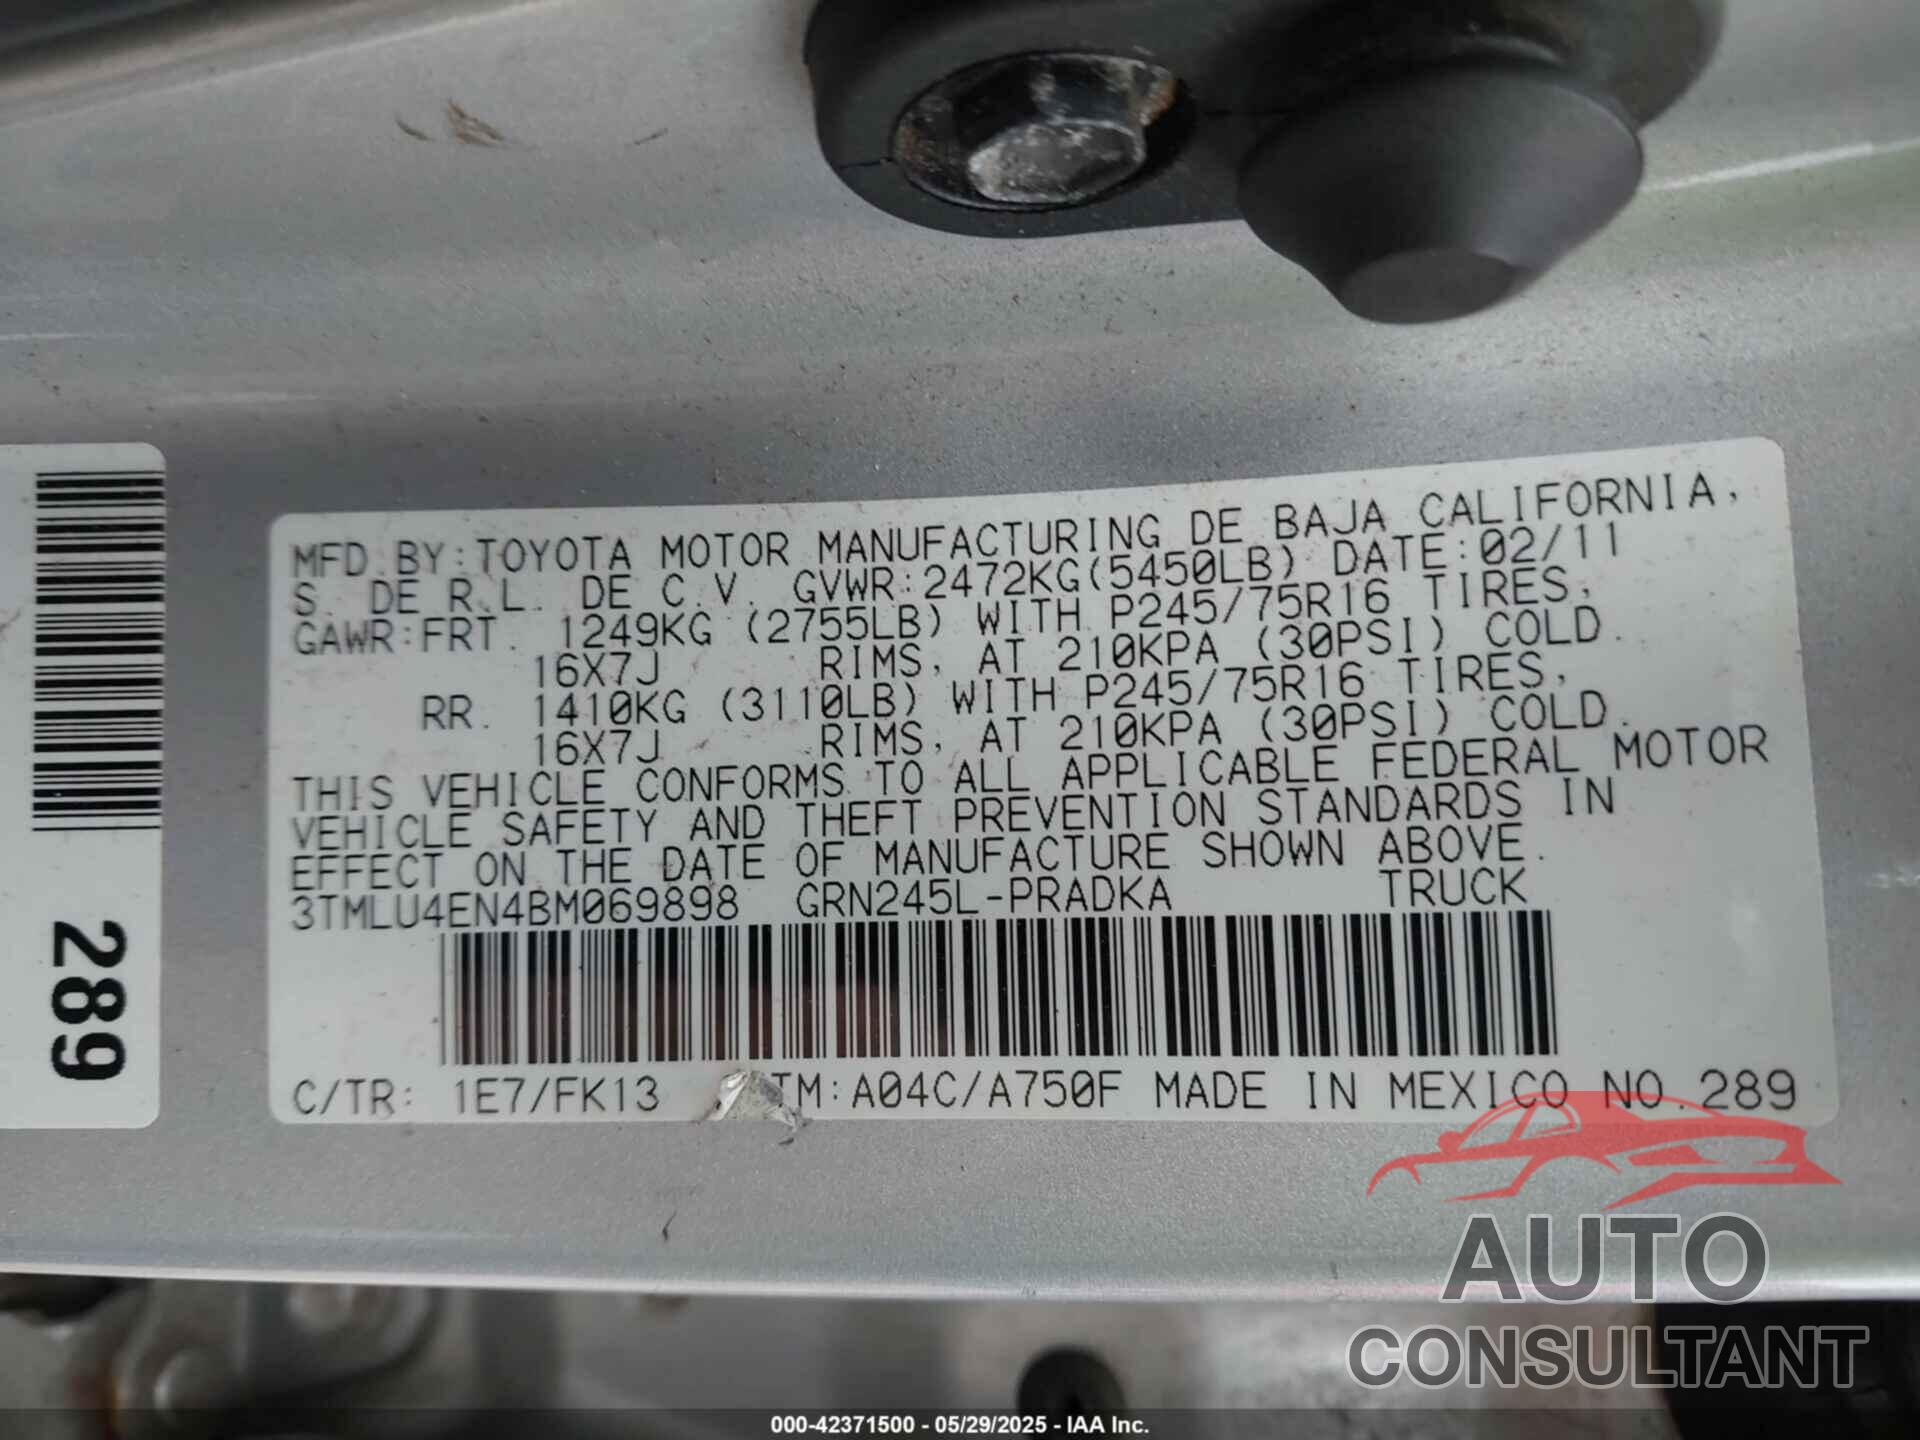 MFD. BY: TOYOTA MOTOR MANUFACTURING DE BAJA CALIFORNIA,
S. DE R.L. DE C.V. GVWR: 2472KG(5450LB) DATE:02/11
GAWR:FRT. 1249KG (2755LB) WITH P245/75R16 TIRES,
16X7J RIMS, AT 210KPA (30PSI) COLD.
RR. 1410KG (3110LB) WITH P245/75R16 TIRES,
16X7J RIMS, AT 210KPA (30PSI) COLD.
THIS VEHICLE CONFORMS TO ALL APPLICABLE FEDERAL MOTOR
VEHICLE SAFETY AND THEFT PREVENTION STANDARDS IN
EFFECT ON THE DATE OF MANUFACTURE SHOWN ABOVE.
3TMLU4EN4BM069898 GRN245L-PRADKA TRUCK
C/TR: 1E7/FK13 TM:A04C/A750F MADE IN MEXICO NO.289
289
AUTO
CONSULTANT
000-42371500 - 05/29/2025 - IAA Inc.